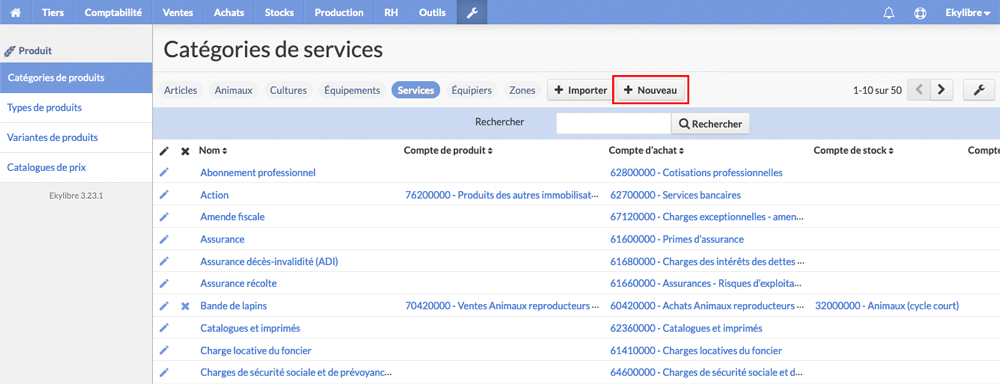 Tiers Comptabilité Ventes Achats Stocks Production RH Outils Ekylibre
Produit
Catégories de produits
Types de produits
Variantes de produits
Catalogues de prix
Ekylibre 3.23.1
Catégories de services
Articles Animaux Cultures Équipements Services Équipiers Zones Importer Nouveau 1-10 sur 50
Rechercher Rechercher
Nom Compte de produit Compte d'achat Compte de stock Compte
Abonnement professionnel 62800000 - Cotisations professionnelles
Action 76200000 - Produits des autres immobilisat... 62700000 - Services bancaires
Amende fiscale 67120000 - Charges exceptionnelles - amen...
Assurance 61600000 - Primes d'assurance
Assurance décès-invalidité (ADI) 61680000 - Charges des intérêts des dettes ...
Assurance récolte 61660000 - Assurances - Risques d'exploita...
Bande de lapins 70420000 - Ventes Animaux reproducteurs ... 60420000 - Achats Animaux reproducteurs ... 32000000 - Animaux (cycle court)
Catalogues et imprimés 62360000 - Catalogues et imprimés
Charge locative du foncier 61410000 - Charges locatives du foncier
Charges de sécurité sociale et de prévoyanc... 64600000 - Charges de sécurité sociale et d...